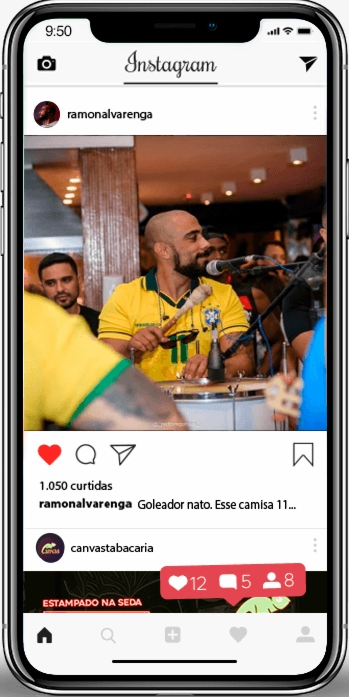 9:50
Instagram
ramonalvarenga
1.050 curtidas
ramonalvarenga Goleador nato. Esse camisa 11...
canvastabacaria
12 5 8
ESTAMPADO NA SEDA